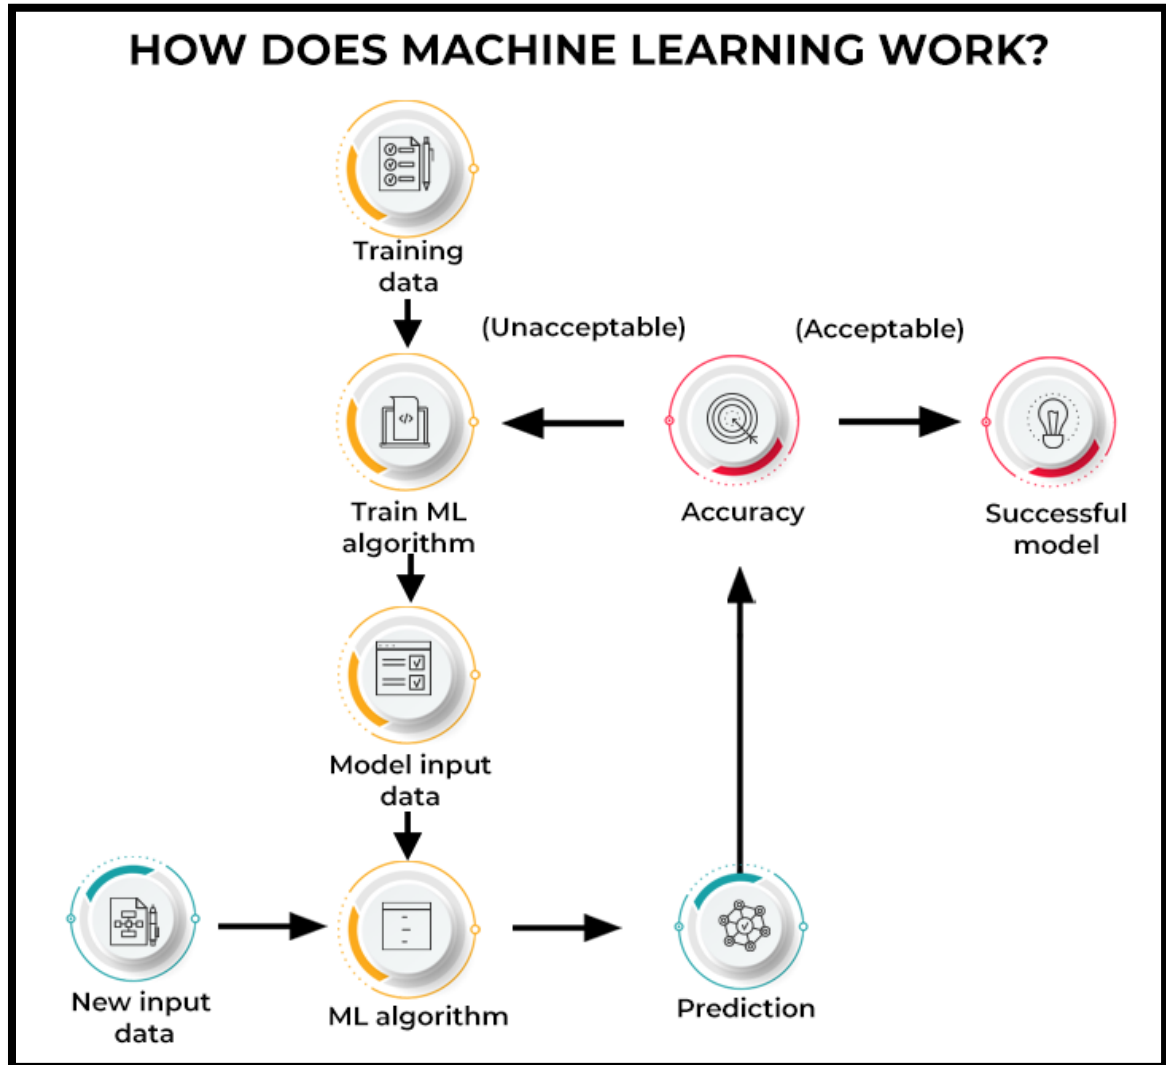 HOW DOES MACHINE LEARNING WORK?
Training
data
(Unacceptable)
(Acceptable)
Train ML
algorithm
Accuracy
Successful
model
Model input
data
New input
data
ML algorithm
Prediction